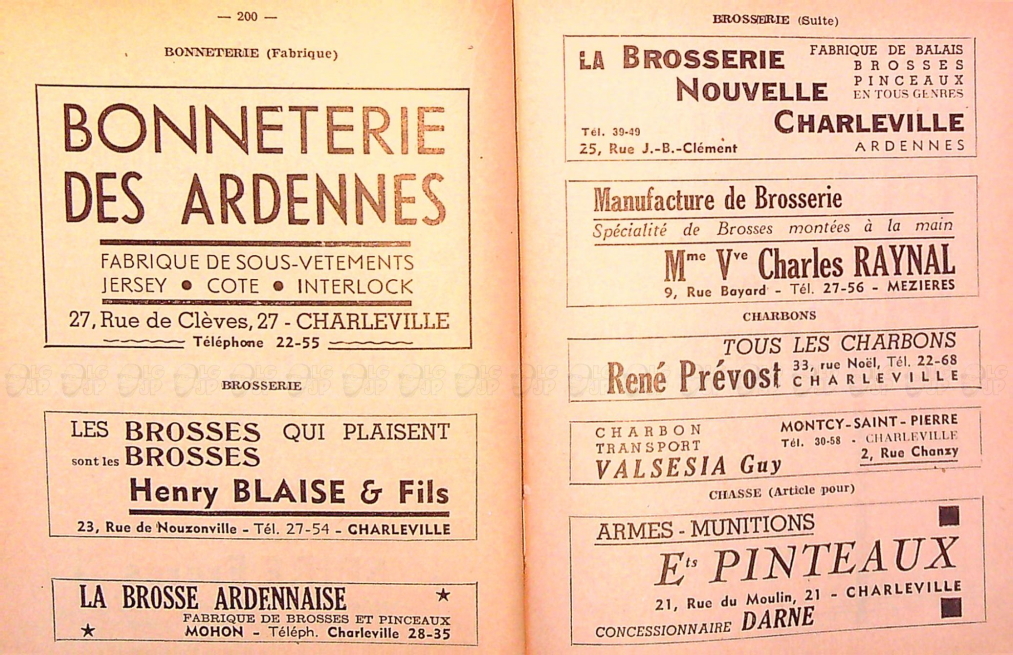 — 200 —
BONNETERIE (Fabrique)
BONNETERIE
DES ARDENNES
FABRIQUE DE SOUS-VETEMENTS
JERSEY ● COTE ● INTERLOCK
27, Rue de Clèves, 27 - CHARLEVILLE
Téléphone 22-55
BROSSERIE
LES BROSSES QUI PLAISENT
sont les BROSSES
Henry BLAISE & Fils
23, Rue de Nouzonville - Tél. 27-54 - CHARLEVILLE
LA BROSSE ARDENNAISE ★
FABRIQUE DE BROSSES ET PINCEAUX
★ MOHON - Téléph. Charleville 28-35
BROSSERIE (Suite)
LA BROSSERIE
NOUVELLE
FABRIQUE DE BALAIS
BROSSES
PINCEAUX
EN TOUS GENRES
CHARLEVILLE
ARDENNES
Tél. 39-49
25, Rue J.-B.-Clément
Manufacture de Brosserie
Spécialité de Brosses montées à la main
Mme Vve Charles RAYNAL
9, Rue Bayard - Tél. 27-56 - MEZIERES
CHARBONS
TOUS LES CHARBONS
René Prévost
33, rue Noël, Tél. 22-68
CHARLEVILLE
CHARBON
TRANSPORT
VALSESIA Guy
MONTCY-SAINT-PIERRE
Tél. 30-58 - CHARLEVILLE
2, Rue Chanzy
CHASSE (Article pour)
ARMES - MUNITIONS
Ets PINTEAUX
21, Rue du Moulin, 21 - CHARLEVILLE
CONCESSIONNAIRE DARNE